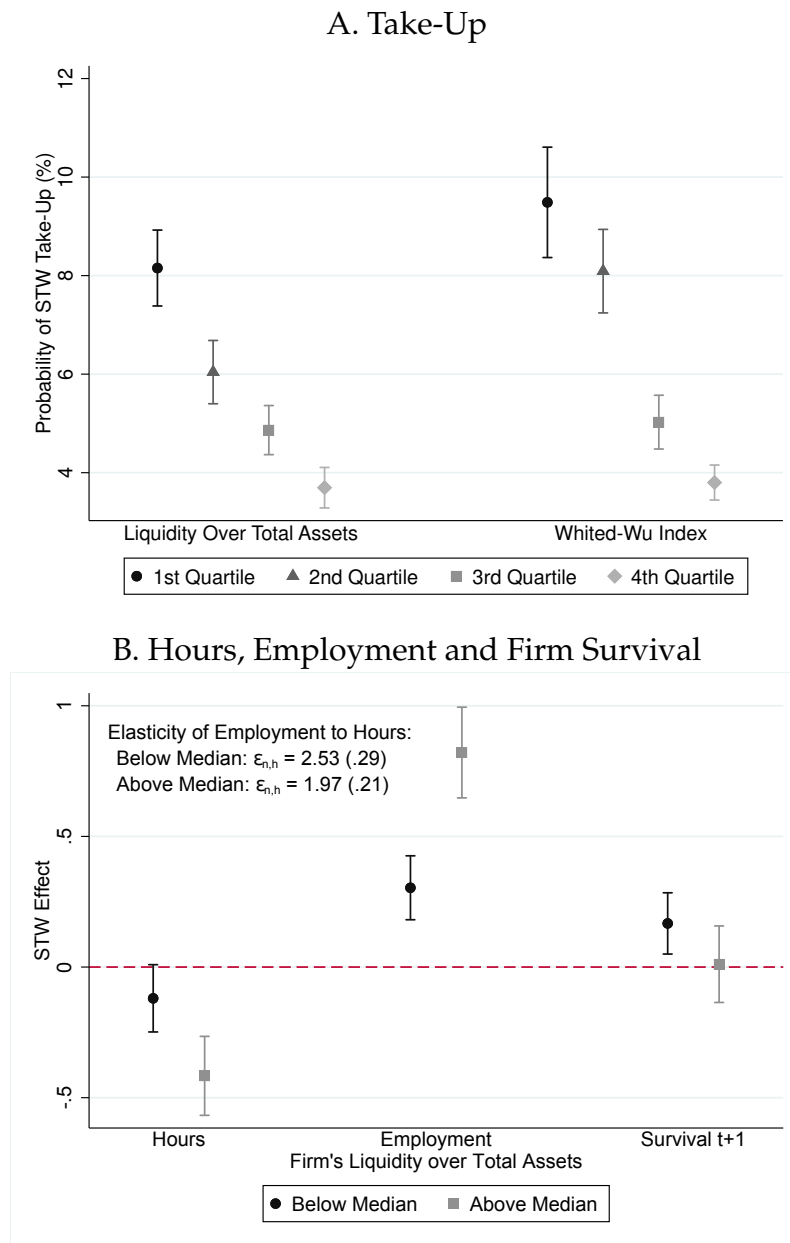 A. Take-Up
Probability of STW Take-Up (%)
12
10
8
6
4
Liquidity Over Total Assets
Whited-Wu Index
1st Quartile
2nd Quartile
3rd Quartile
4th Quartile
B. Hours, Employment and Firm Survival
STW Effect
1
.5
0
-.5
Elasticity of Employment to Hours:
Below Median: εn,h = 2.53 (.29)
Above Median: εn,h = 1.97 (.21)
Hours
Employment
Survival t+1
Firm's Liquidity over Total Assets
Below Median
Above Median